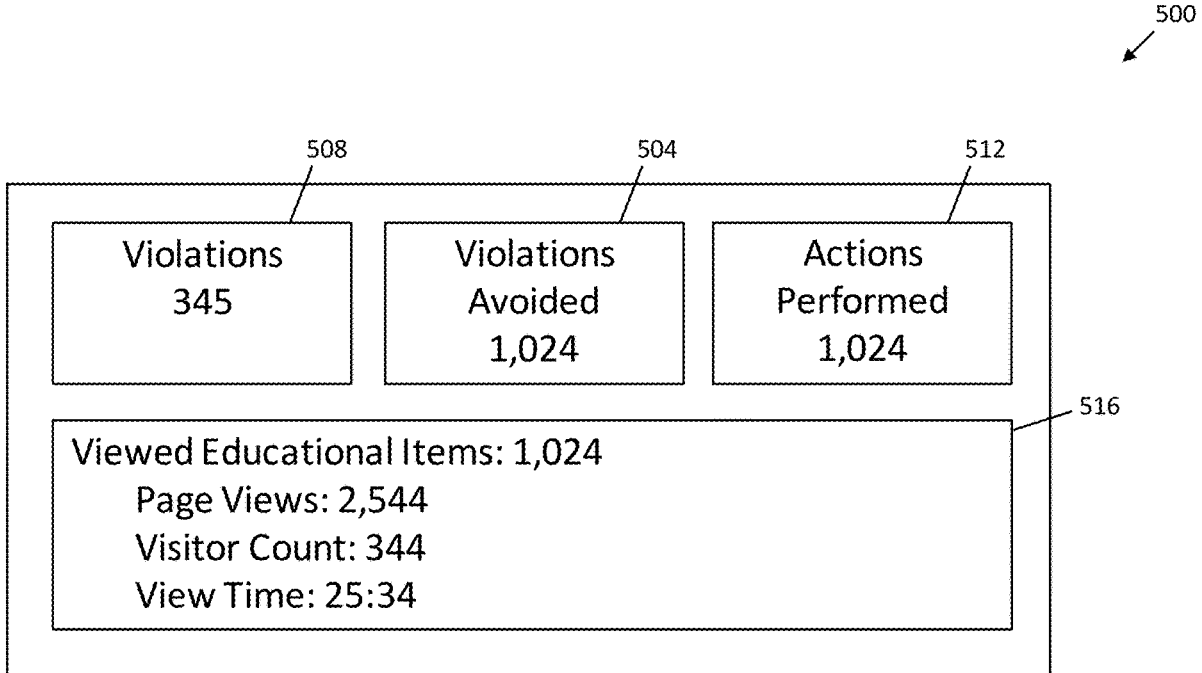 500
508
504
512
Violations
345
Violations
Avoided
1,024
Actions
Performed
1,024
516
Viewed Educational Items: 1,024
Page Views: 2,544
Visitor Count: 344
View Time: 25:34